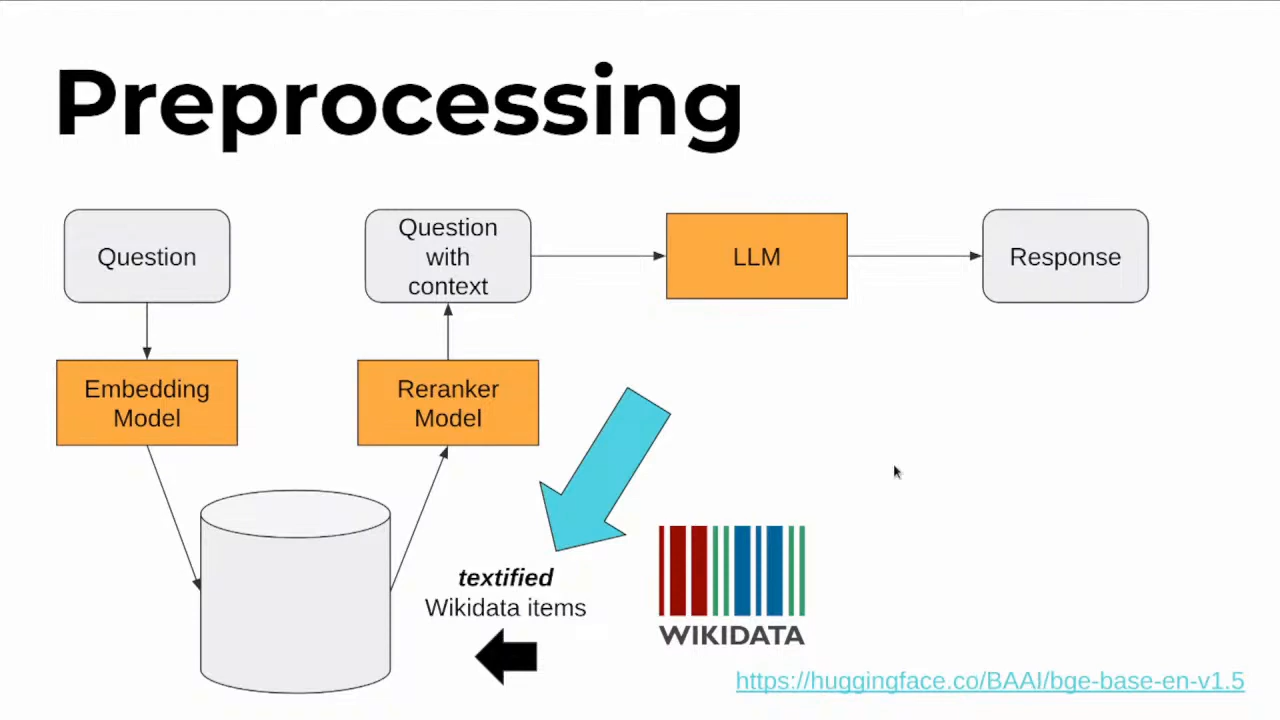 Preprocessing
Question
Question
with
context
LLM
Response
Embedding
Model
Reranker
Model
textified
Wikidata items
WIKIDATA
https://huggingface.co/BAAI/bge-base-en-v1.5